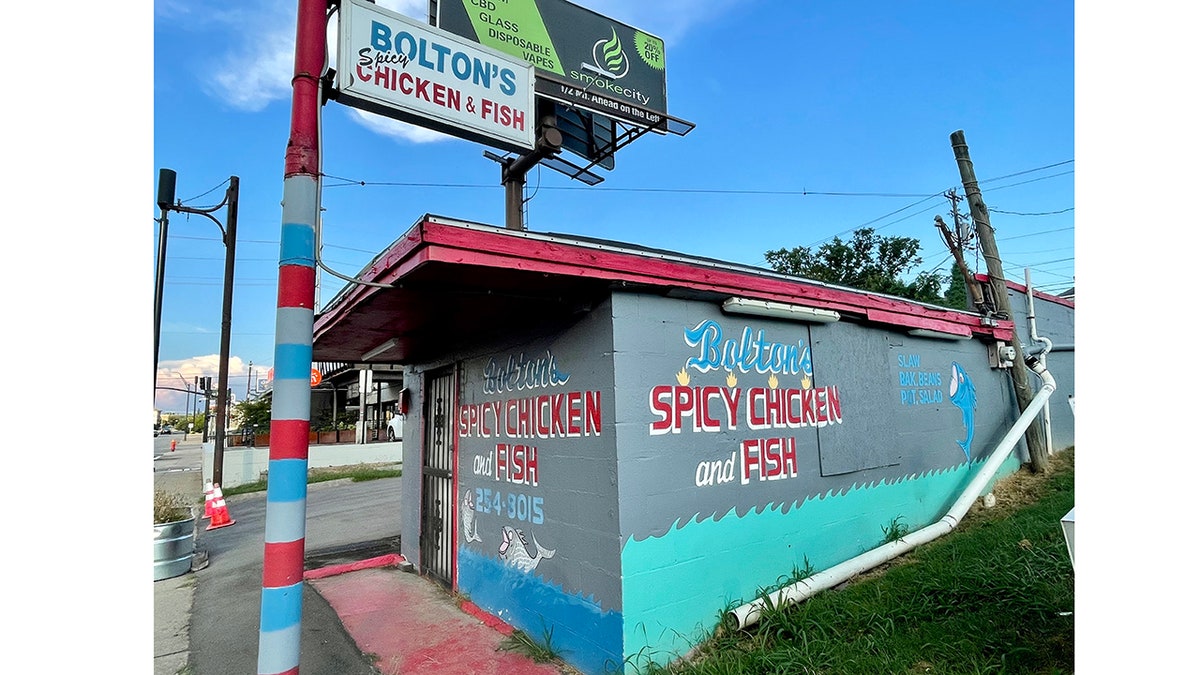 CBD
GLASS
DISPOSABLE
VAPES
20%
OFF
smokecity
1/2 Mi. Ahead on the Left
BOLTON'S
Spicy
CHICKEN & FISH
Bolton's
SPICY CHICKEN
and FISH
254-9015
Bolton's
SPICY CHICKEN
and FISH
SLAW
BAK. BEANS
P T. SALAD